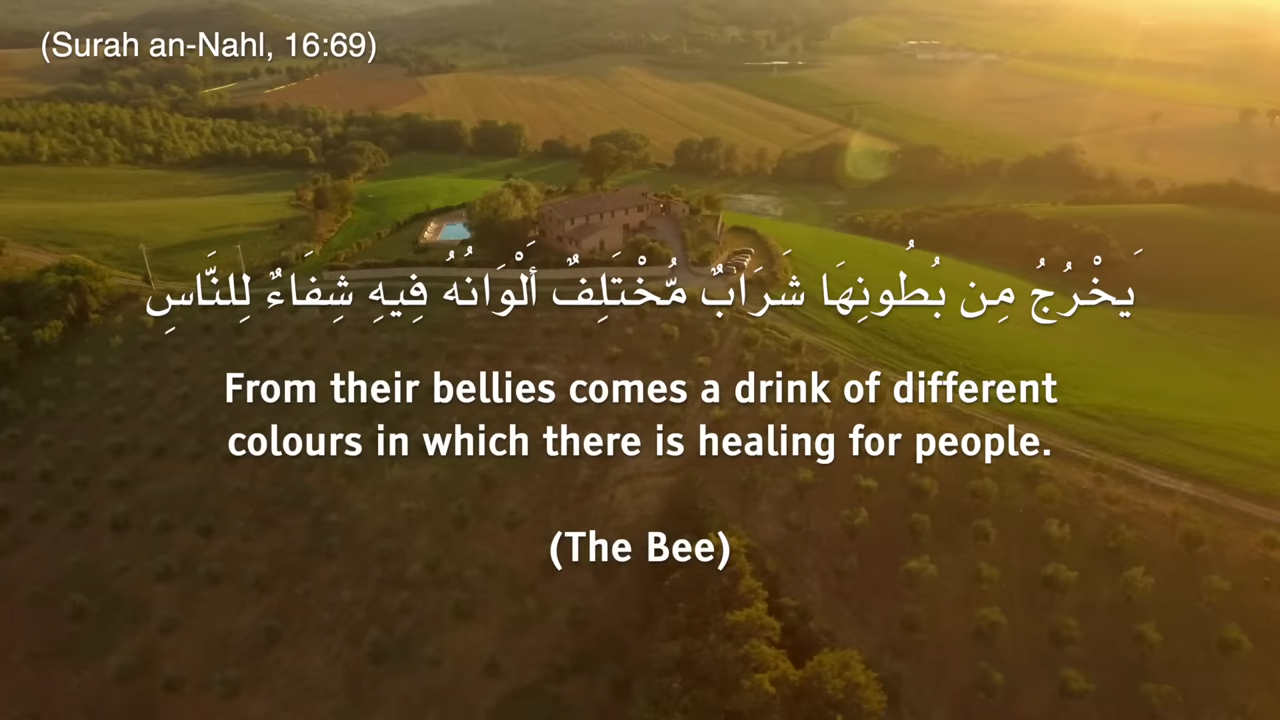 (Surah an-Nahl, 16:69)
يَخْرُجُ مِن بُطُونِهَا شَرَابٌ مُّخْتَلِفٌ أَلْوَانُهُ فِيهِ شِفَاءٌ لِلنَّاسِ
From their bellies comes a drink of different
colours in which there is healing for people.
(The Bee)